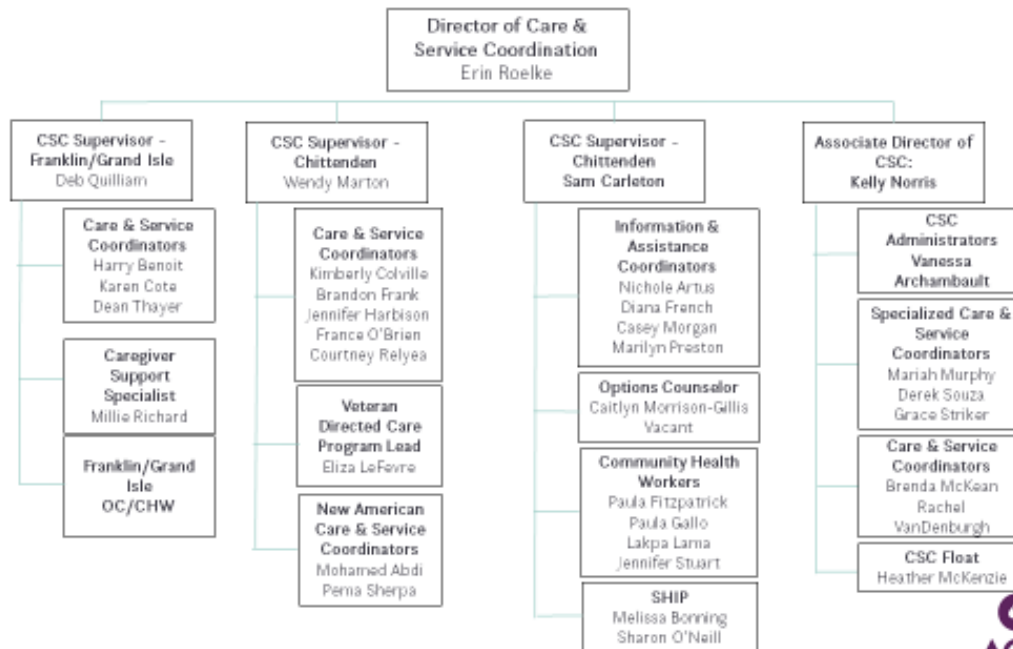 Director of Care &
Service Coordination
Erin Roelke
CSC Supervisor -
Franklin/Grand Isle
Deb Quilliam
Care & Service
Coordinators
Harry Benoit
Karen Cote
Dean Thayer
Caregiver
Support
Specialist
Millie Richard
Franklin/Grand
Isle
OC/CHW
CSC Supervisor -
Chittenden
Wendy Marton
Care & Service
Coordinators
Kimberly Colville
Brandon Frank
Jennifer Harbison
France O'Brien
Courtney Relyea
Veteran
Directed Care
Program Lead
Eliza LeFevre
New American
Care & Service
Coordinators
Mohamed Abdi
Pema Sherpa
CSC Supervisor -
Chittenden
Sam Carleton
Information &
Assistance
Coordinators
Nichole Artus
Diana French
Casey Morgan
Marilyn Preston
Options Counselor
Caitlyn Morrison-Gillis
Vacant
Community Health
Workers
Paula Fitzpatrick
Paula Gallo
Lakpa Lama
Jennifer Stuart
SHIP
Melissa Bonning
Sharon O'Neill
Associate Director of
CSC:
Kelly Norris
CSC
Administrators
Vanessa
Archambault
Specialized Care &
Service
Coordinators
Mariah Murphy
Derek Souza
Grace Striker
Care & Service
Coordinators
Brenda McKean
Rachel
VanDenburgh
CSC Float
Heather McKenzie